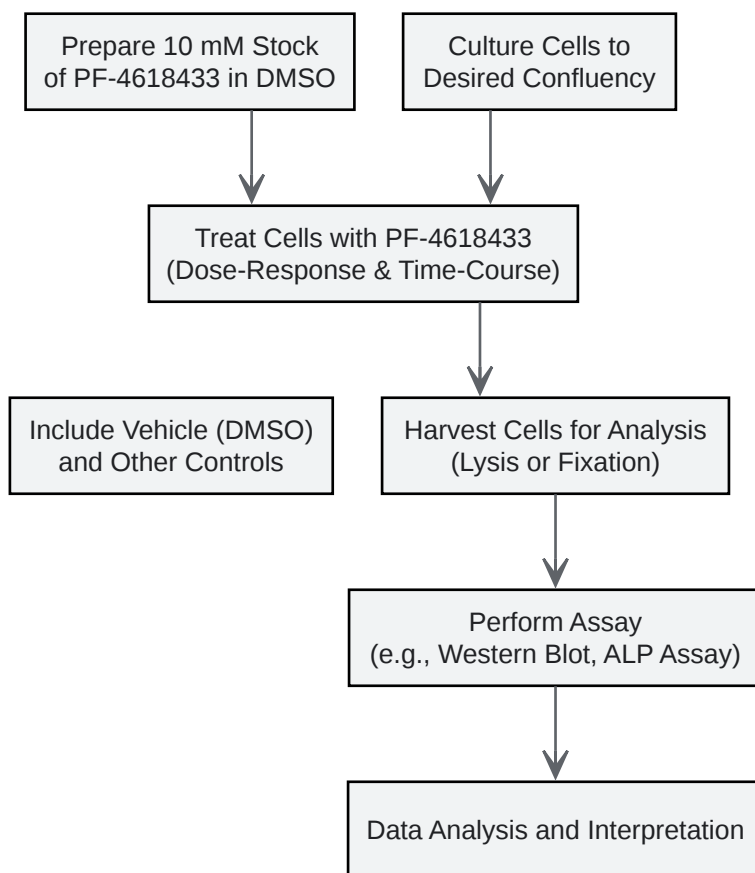 Prepare 10 mM Stock
of PF-4618433 in DMSO
Culture Cells to
Desired Confluency
Treat Cells with PF-4618433
(Dose-Response & Time-Course)
Include Vehicle (DMSO)
and Other Controls
Harvest Cells for Analysis
(Lysis or Fixation)
Perform Assay
(e.g., Western Blot, ALP Assay)
Data Analysis and Interpretation